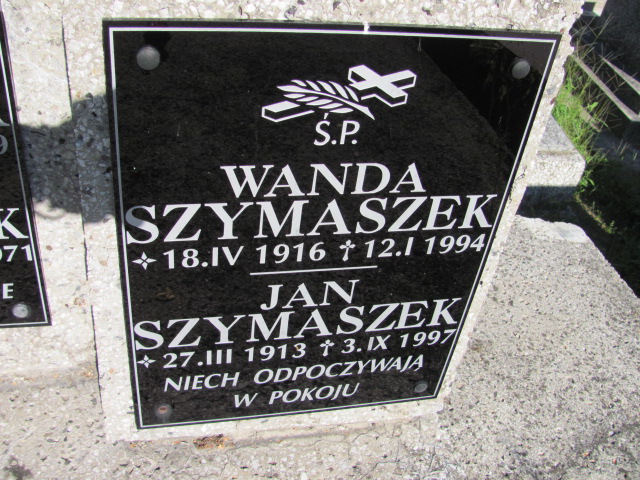 Ś.P.
WANDA
SZYMASZEK
18.IV 1916 † 12.I 1994
JAN
SZYMASZEK
27.III 1913 † 3.IX 1997
NIECH ODPOCZYWAJĄ
W POKOJU